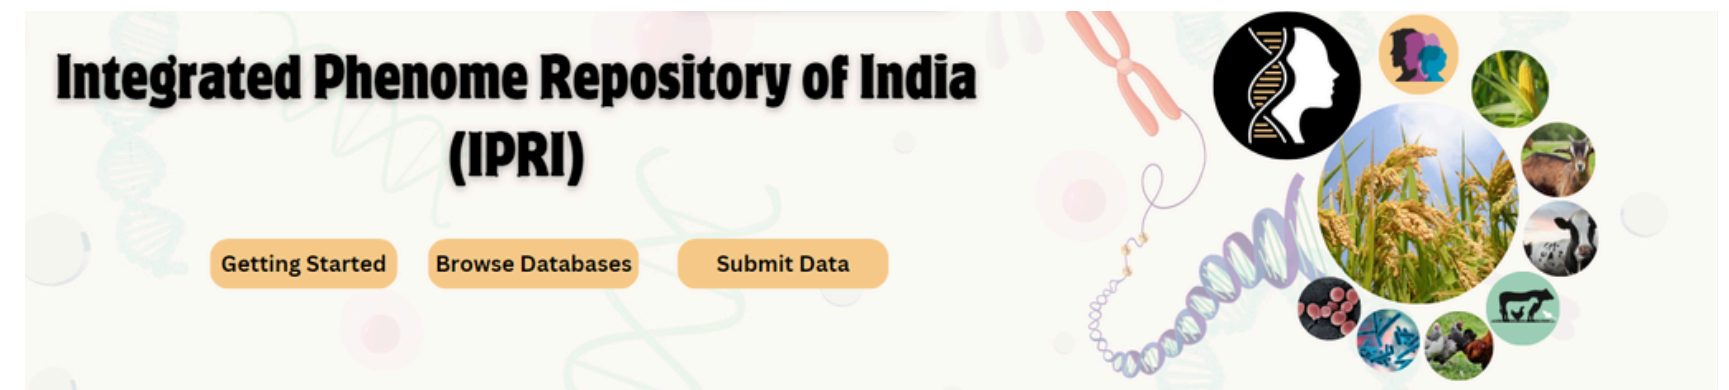 Integrated Phenome Repository of India
(IPRI)
Getting Started
Browse Databases
Submit Data